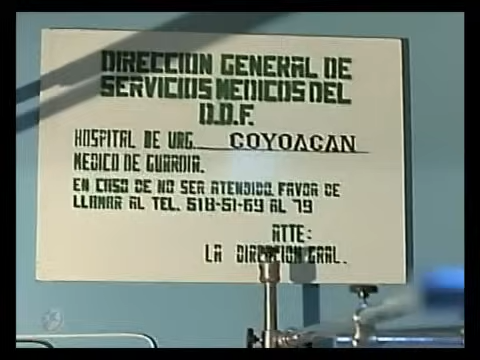 DIRECCION GENERAL DE
SERVICIOS MEDICOS DEL
D.D.F.
HOSPITAL DE URG. COYOACAN
MEDICO DE GUARDIA.
EN CASO DE NO SER ATENDIDO, FAVOR DE
LLAMAR AL TEL. 518-51-69 AL 79
ATTE:
LA DIRECCION GRAL.